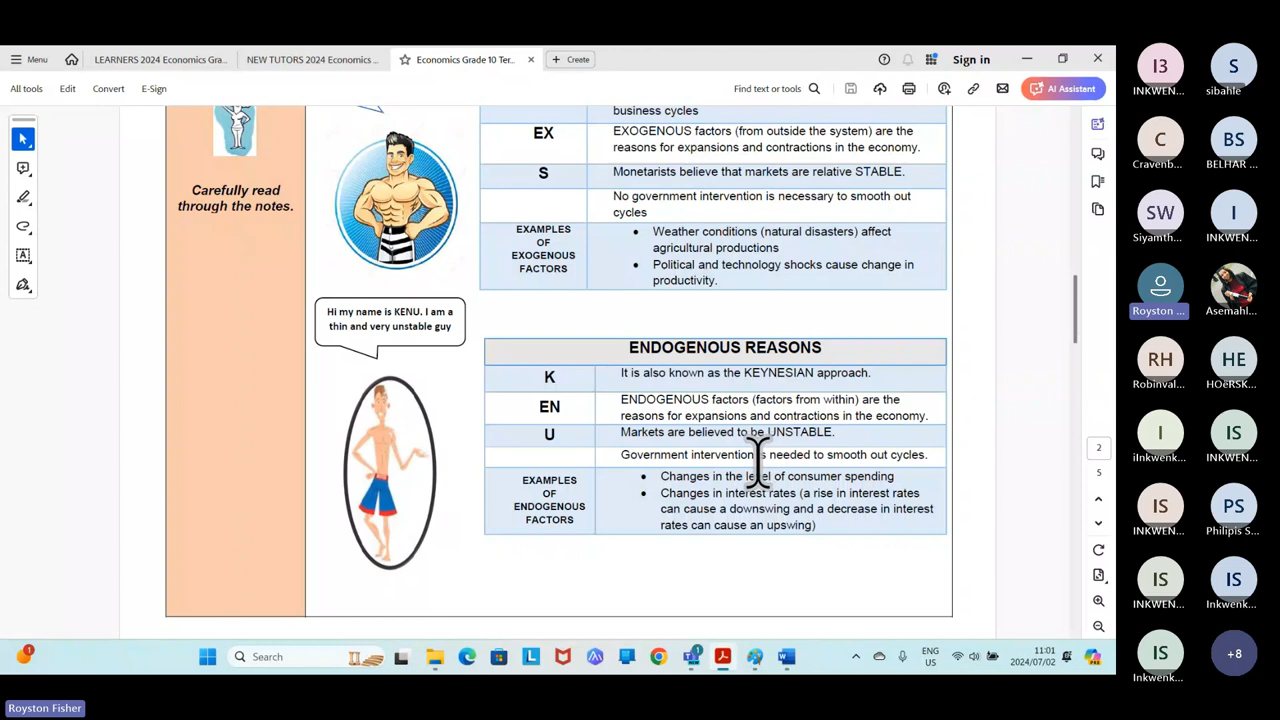 Menu
LEARNERS 2024 Economics Gra...
NEW TUTORS 2024 Economics ...
Economics Grade 10 Ter...
Create
Sign in
All tools
Edit
Convert
E-Sign
Find text or tools
AI Assistant
Carefully read
through the notes.
business cycles
EX
EXOGENOUS factors (from outside the system) are the
reasons for expansions and contractions in the economy.
S
Monetarists believe that markets are relative STABLE.
No government intervention is necessary to smooth out
cycles
EXAMPLES
OF
EXOGENOUS
FACTORS
• Weather conditions (natural disasters) affect
agricultural productions
• Political and technology shocks cause change in
productivity.
Hi my name is KENU. I am a
thin and very unstable guy
ENDOGENOUS REASONS
K
It is also known as the KEYNESIAN approach.
EN
ENDOGENOUS factors (factors from within) are the
reasons for expansions and contractions in the economy.
U
Markets are believed to be UNSTABLE.
Government intervention is needed to smooth out cycles.
EXAMPLES
OF
ENDOGENOUS
FACTORS
• Changes in the level of consumer spending
• Changes in interest rates (a rise in interest rates
can cause a downswing and a decrease in interest
rates can cause an upswing)
2
5
Search
ENG
US
11:01
2024/07/02
I3
INKWEN...
S
sibahle
C
Cravenb...
BS
BELHAR ...
SW
Siyamth...
I
INKWEN...
Royston ...
Asemahl...
RH
Robinval...
HE
HOërSK...
I
iInkwenk...
IS
INKWEN...
IS
INKWEN...
PS
Philipis S...
IS
INKWEN...
IS
Inkwenk...
IS
Inkwenk...
+8
Royston Fisher